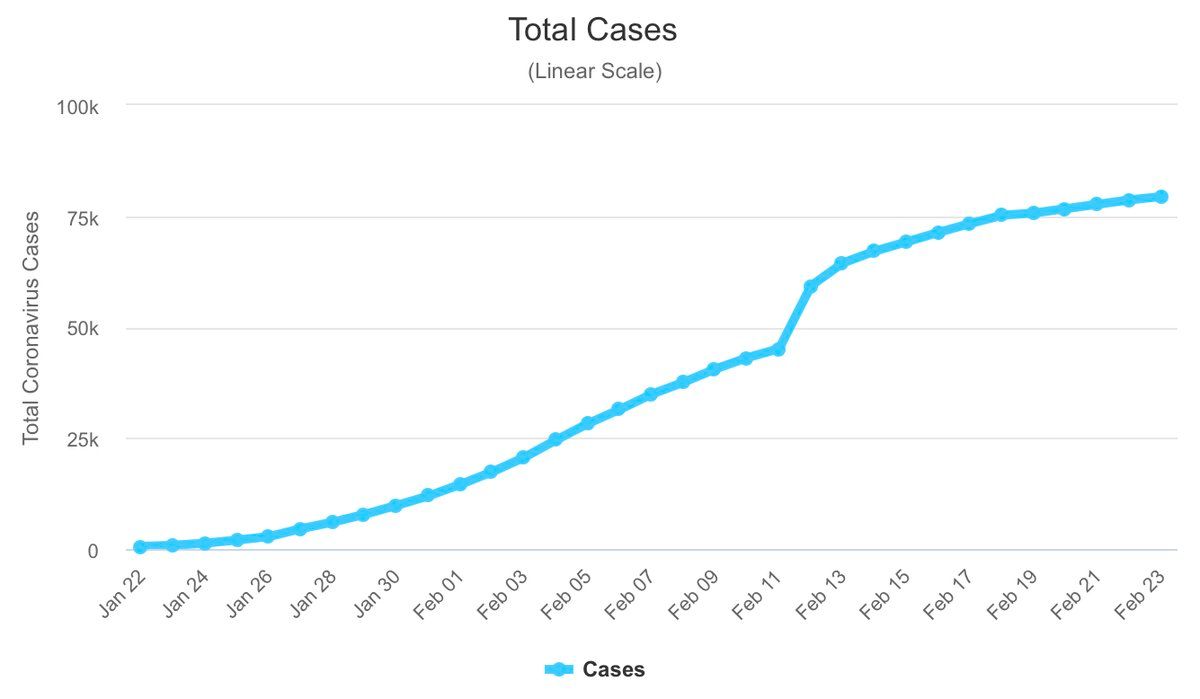 Total Cases
(Linear Scale)
Total Coronavirus Cases
100k
75k
50k
25k
0
Jan 22
Jan 24
Jan 26
Jan 28
Jan 30
Feb 01
Feb 03
Feb 05
Feb 07
Feb 09
Feb 11
Feb 13
Feb 15
Feb 17
Feb 19
Feb 21
Feb 23
Cases